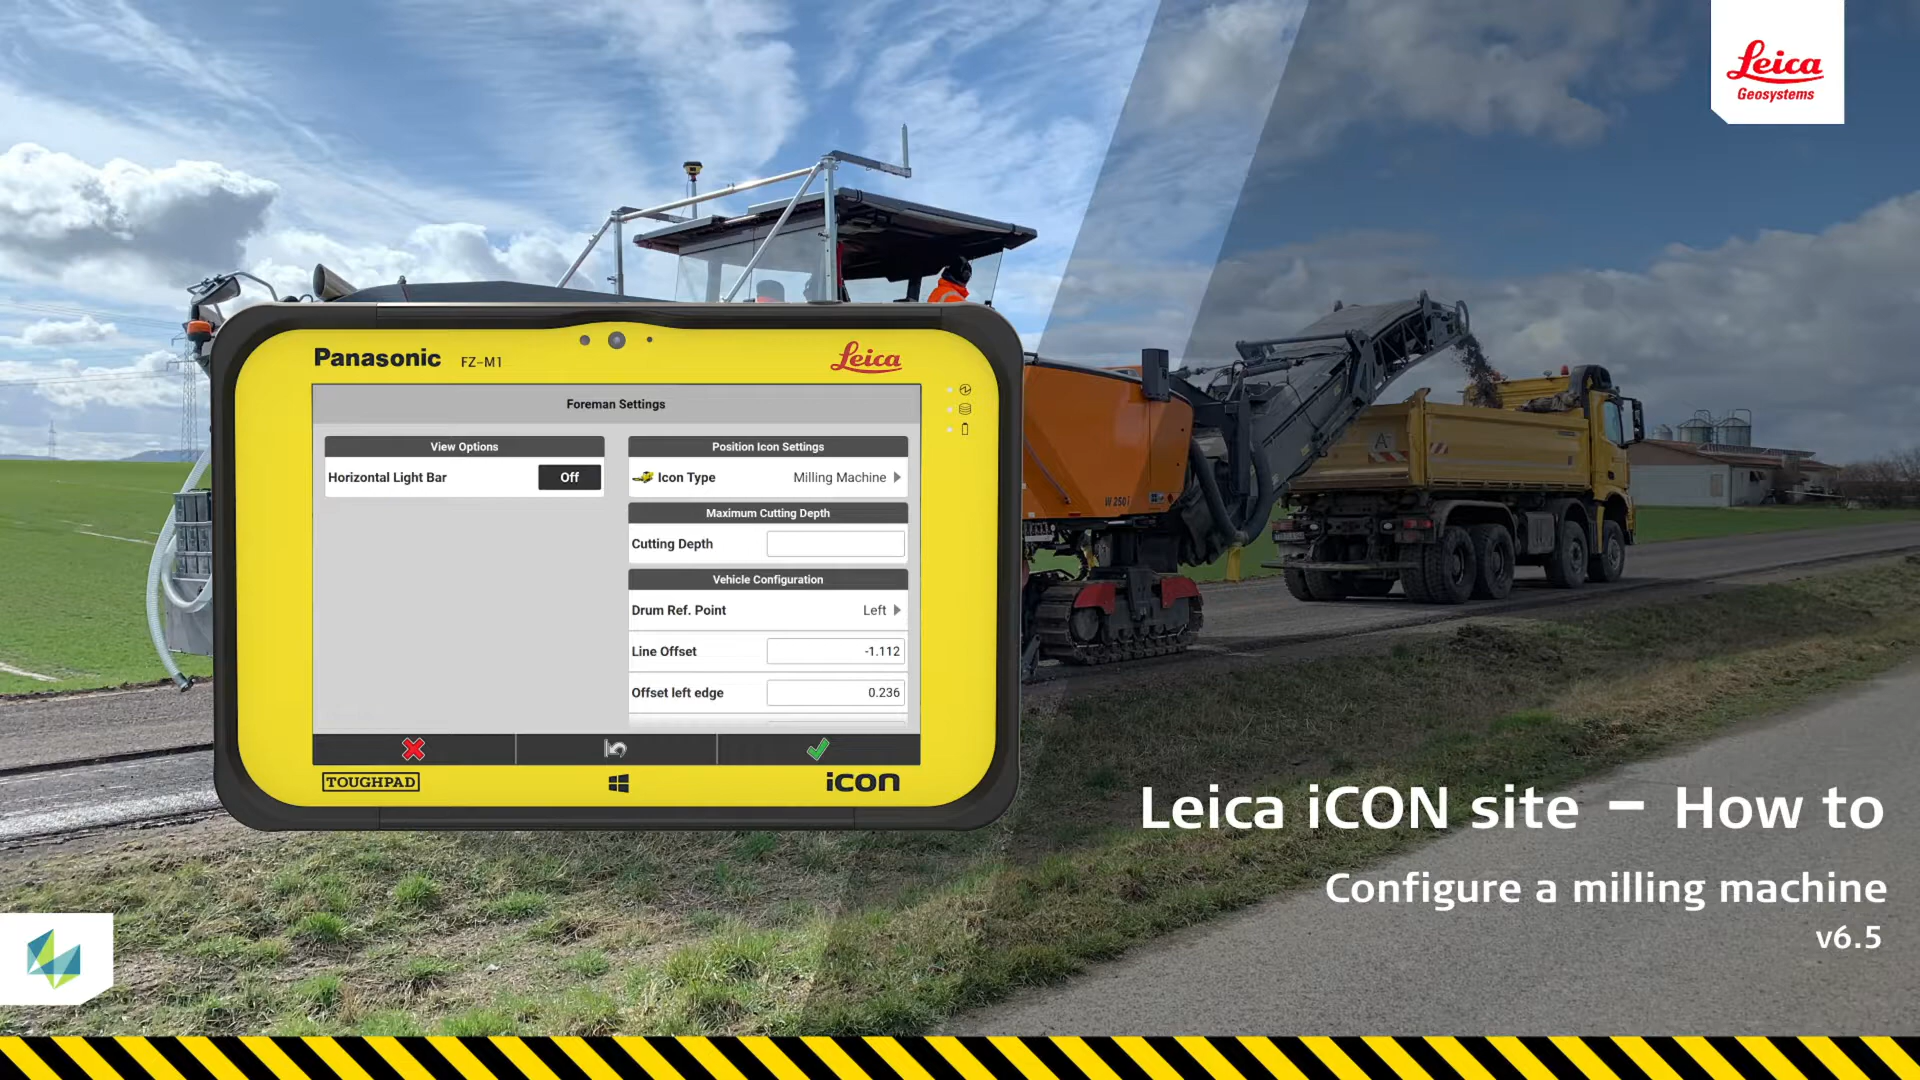 Leica
Geosystems
Panasonic FZ-M1
Leica
Foreman Settings
View Options
Horizontal Light Bar Off
Position Icon Settings
Icon Type Milling Machine
Maximum Cutting Depth
Cutting Depth
Vehicle Configuration
Drum Ref. Point Left
Line Offset -1.112
Offset left edge 0.236
TOUGHPAD
iCON
W 250 i
A
Leica iCON site – How to
Configure a milling machine
v6.5